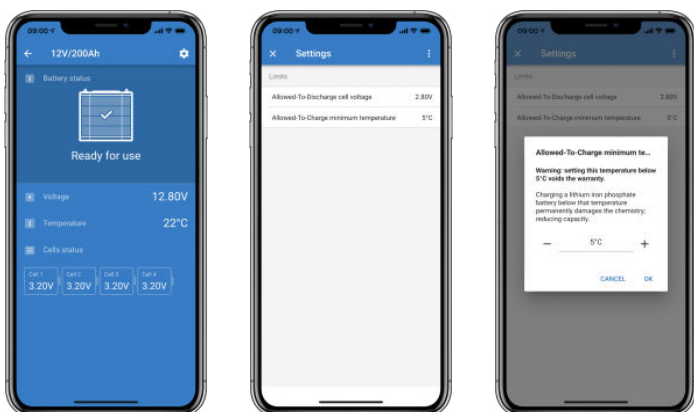 09:00
12V/200Ah
Battery status
Ready for use
Voltage 12.80V
Temperature 22°C
Cells status
Cell 1 Cell 2 Cell 3 Cell 4
3.20V 3.20V 3.20V 3.20V
09:00
Settings
Limits
Allowed-To-Discharge cell voltage 2.80V
Allowed-To-Charge minimum temperature 5°C
09:00
Settings
Limits
Allowed-To-Discharge cell voltage 2.80V
Allowed-To-Charge minimum temperature 5°C
Allowed-To-Charge minimum te...
Warning: setting this temperature below
5°C voids the warranty.
Charging a lithium iron phosphate
battery below that temperature
permanently damages the chemistry,
reducing capacity.
− 5°C +
CANCEL OK